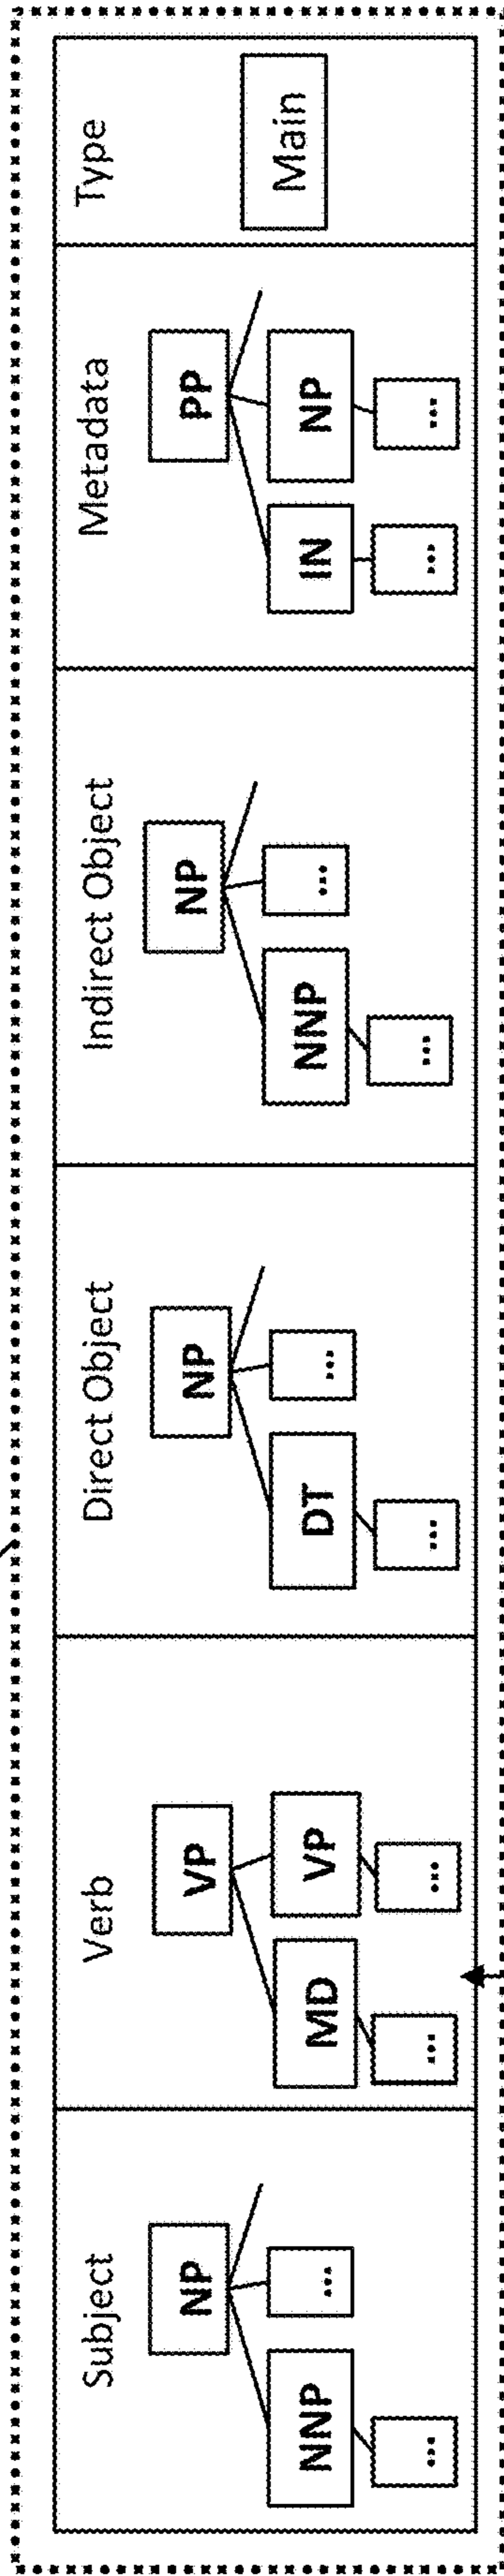 Subject
NP
NNP
...
...
Verb
VP
MD
VP
...
...
Direct Object
NP
DT
...
...
Indirect Object
NP
NNP
...
...
Metadata
PP
IN
NP
...
...
Type
Main